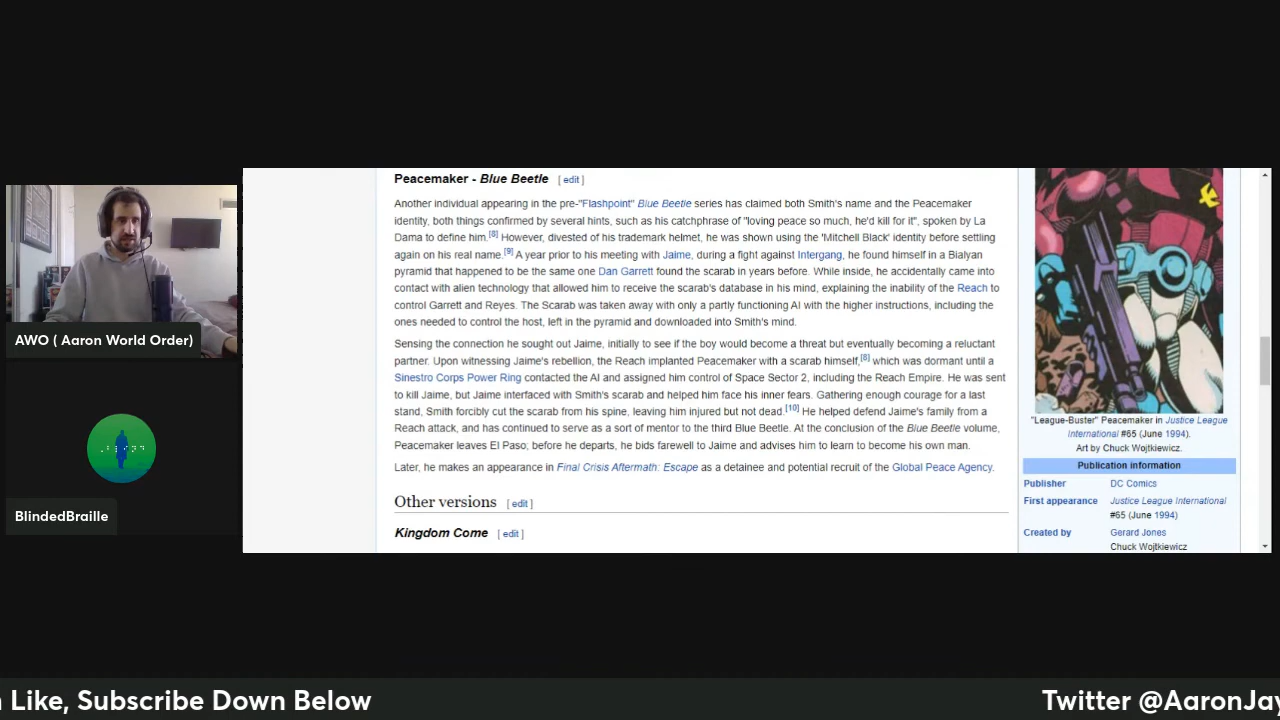 Peacemaker - Blue Beetle [ edit ]
Another individual appearing in the pre-"Flashpoint" Blue Beetle series has claimed both Smith's name and the Peacemaker
identity, both things confirmed by several hints, such as his catchphrase of "loving peace so much, he'd kill for it", spoken by La
Dama to define him.[8] However, divested of his trademark helmet, he was shown using the 'Mitchell Black' identity before settling
again on his real name.[9] A year prior to his meeting with Jaime, during a fight against Intergang, he found himself in a Bialyan
pyramid that happened to be the same one Dan Garrett found the scarab in years before. While inside, he accidentally came into
contact with alien technology that allowed him to receive the scarab's database in his mind, explaining the inability of the Reach to
control Garrett and Reyes. The Scarab was taken away with only a partly functioning AI with the higher instructions, including the
ones needed to control the host, left in the pyramid and downloaded into Smith's mind.
Sensing the connection he sought out Jaime, initially to see if the boy would become a threat but eventually becoming a reluctant
partner. Upon witnessing Jaime's rebellion, the Reach implanted Peacemaker with a scarab himself,[8] which was dormant until a
Sinestro Corps Power Ring contacted the AI and assigned him control of Space Sector 2, including the Reach Empire. He was sent
to kill Jaime, but Jaime interfaced with Smith's scarab and helped him face his inner fears. Gathering enough courage for a last
stand, Smith forcibly cut the scarab from his spine, leaving him injured but not dead.[10] He helped defend Jaime's family from a
Reach attack, and has continued to serve as a sort of mentor to the third Blue Beetle. At the conclusion of the Blue Beetle volume,
Peacemaker leaves El Paso; before he departs, he bids farewell to Jaime and advises him to learn to become his own man.
Later, he makes an appearance in Final Crisis Aftermath: Escape as a detainee and potential recruit of the Global Peace Agency.
Other versions [ edit ]
Kingdom Come [ edit ]
"League-Buster" Peacemaker in Justice League
International #65 (June 1994).
Art by Chuck Wojtkiewicz.
Publication information
Publisher DC Comics
First appearance Justice League International
#65 (June 1994)
Created by Gerard Jones
Chuck Wojtkiewicz
AWO ( Aaron World Order)
BlindedBraille
Like, Subscribe Down Below
Twitter @AaronJay